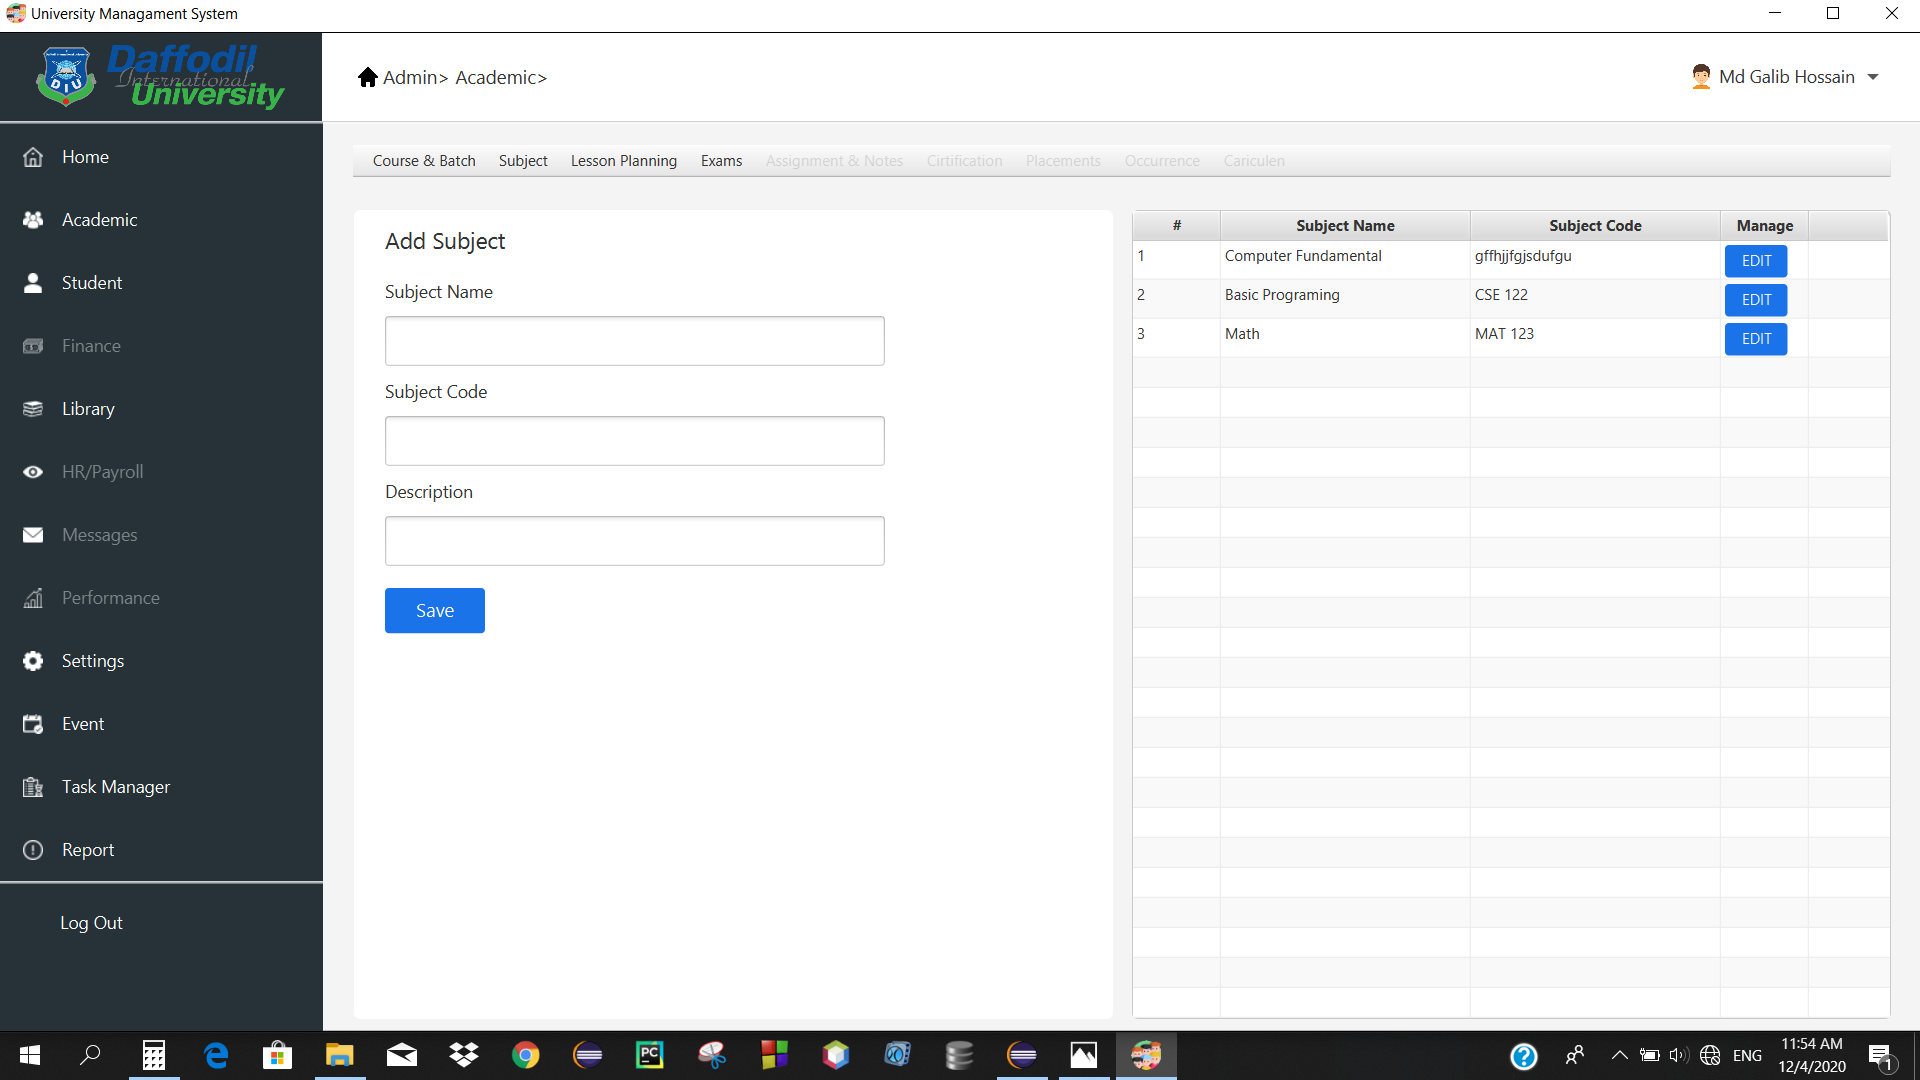 University Managament System
Daffodil
International
University
DIU
Admin> Academic>
Md Galib Hossain
Home
Academic
Student
Finance
Library
HR/Payroll
Messages
Performance
Settings
Event
Task Manager
Report
Log Out
Course & Batch Subject Lesson Planning Exams Assignment & Notes Cirtification Placements Occurrence Cariculen
Add Subject
Subject Name
Subject Code
Description
Save
# Subject Name Subject Code Manage
1 Computer Fundamental gffhjjfgjsdufgu EDIT
2 Basic Programing CSE 122 EDIT
3 Math MAT 123 EDIT
PC
ENG
11:54 AM
12/4/2020
1